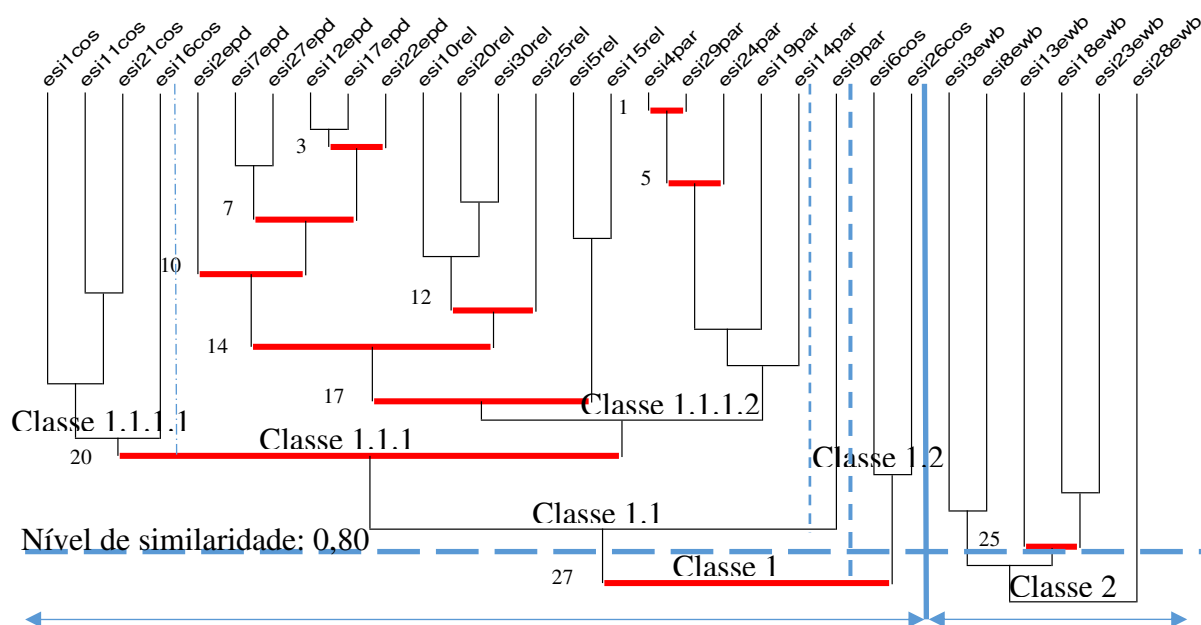 esi1cos esi11cos esi21cos esi16cos esi2epd esi7epd esi27epd esi12epd esi17epd esi22epd esi10rel esi20rel esi30rel esi25rel esi5rel esi15rel esi4par esi29par esi24par esi19par esi14par esi9par esi6cos esi26cos esi3ewb esi8ewb esi13ewb esi18ewb esi23ewb esi28ewb
1
3
5
7
10
12
14
17
Classe 1.1.1.1
Classe 1.1.1.2
20
Classe 1.1.1
Classe 1.2
Classe 1.1
Nível de similaridade: 0,80
25
27
Classe 1
Classe 2